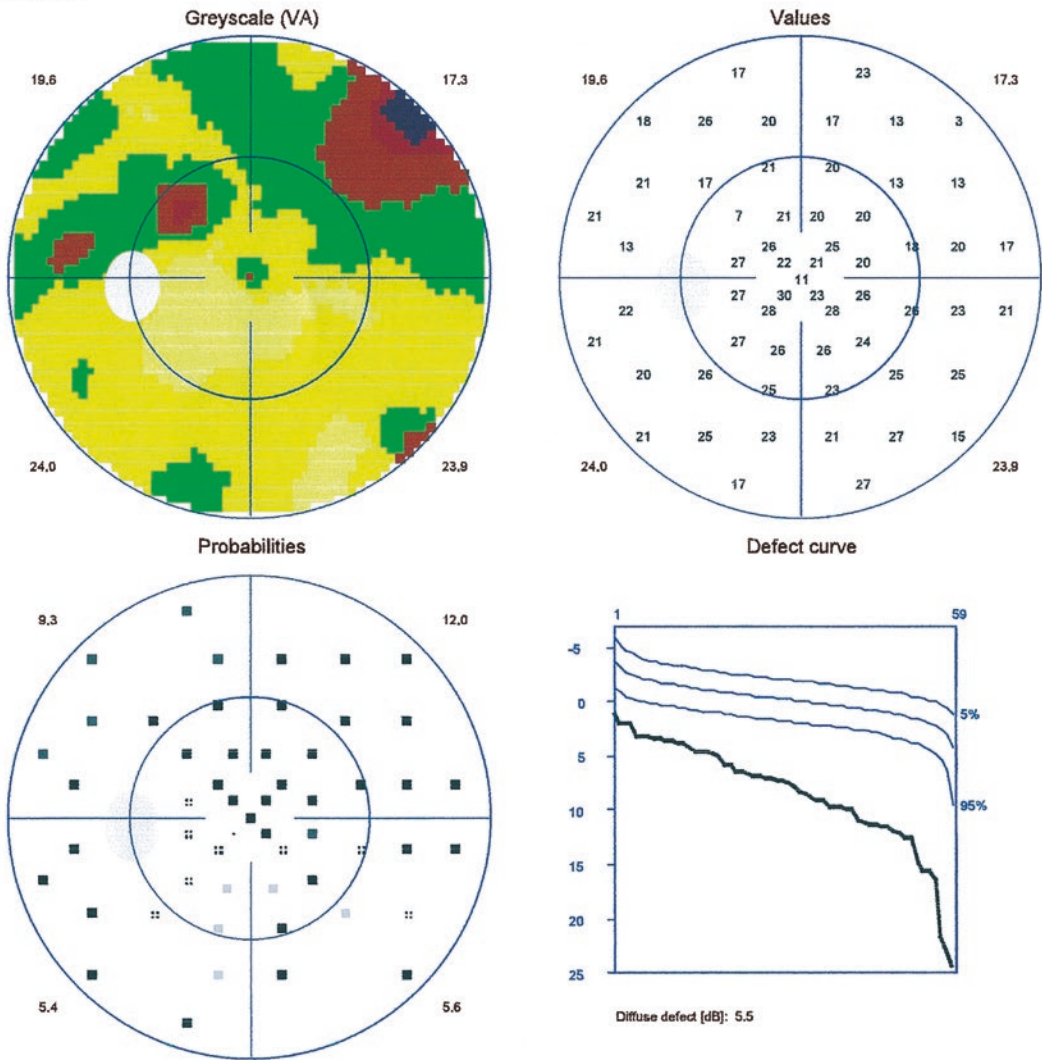 Greyscale (VA)
Values
19.6
17.3
19.6
17.3
17 23
18 26 20 17 13 3
21 20
21 17 13 13
21 7 21 20 20
13 26 25 18 20 17
27 22 21 20
11
27 30 23 26
22 28 28 26 23 21
21 27 26 26 24
20 26 25 25
25 23
21 25 23 21 27 15
17 27
24.0
23.9
24.0
23.9
Probabilities
Defect curve
9.3
12.0
5.4
5.6
1 59
-5
0
5
10
15
20
25
5%
95%
Diffuse defect [dB]: 5.5